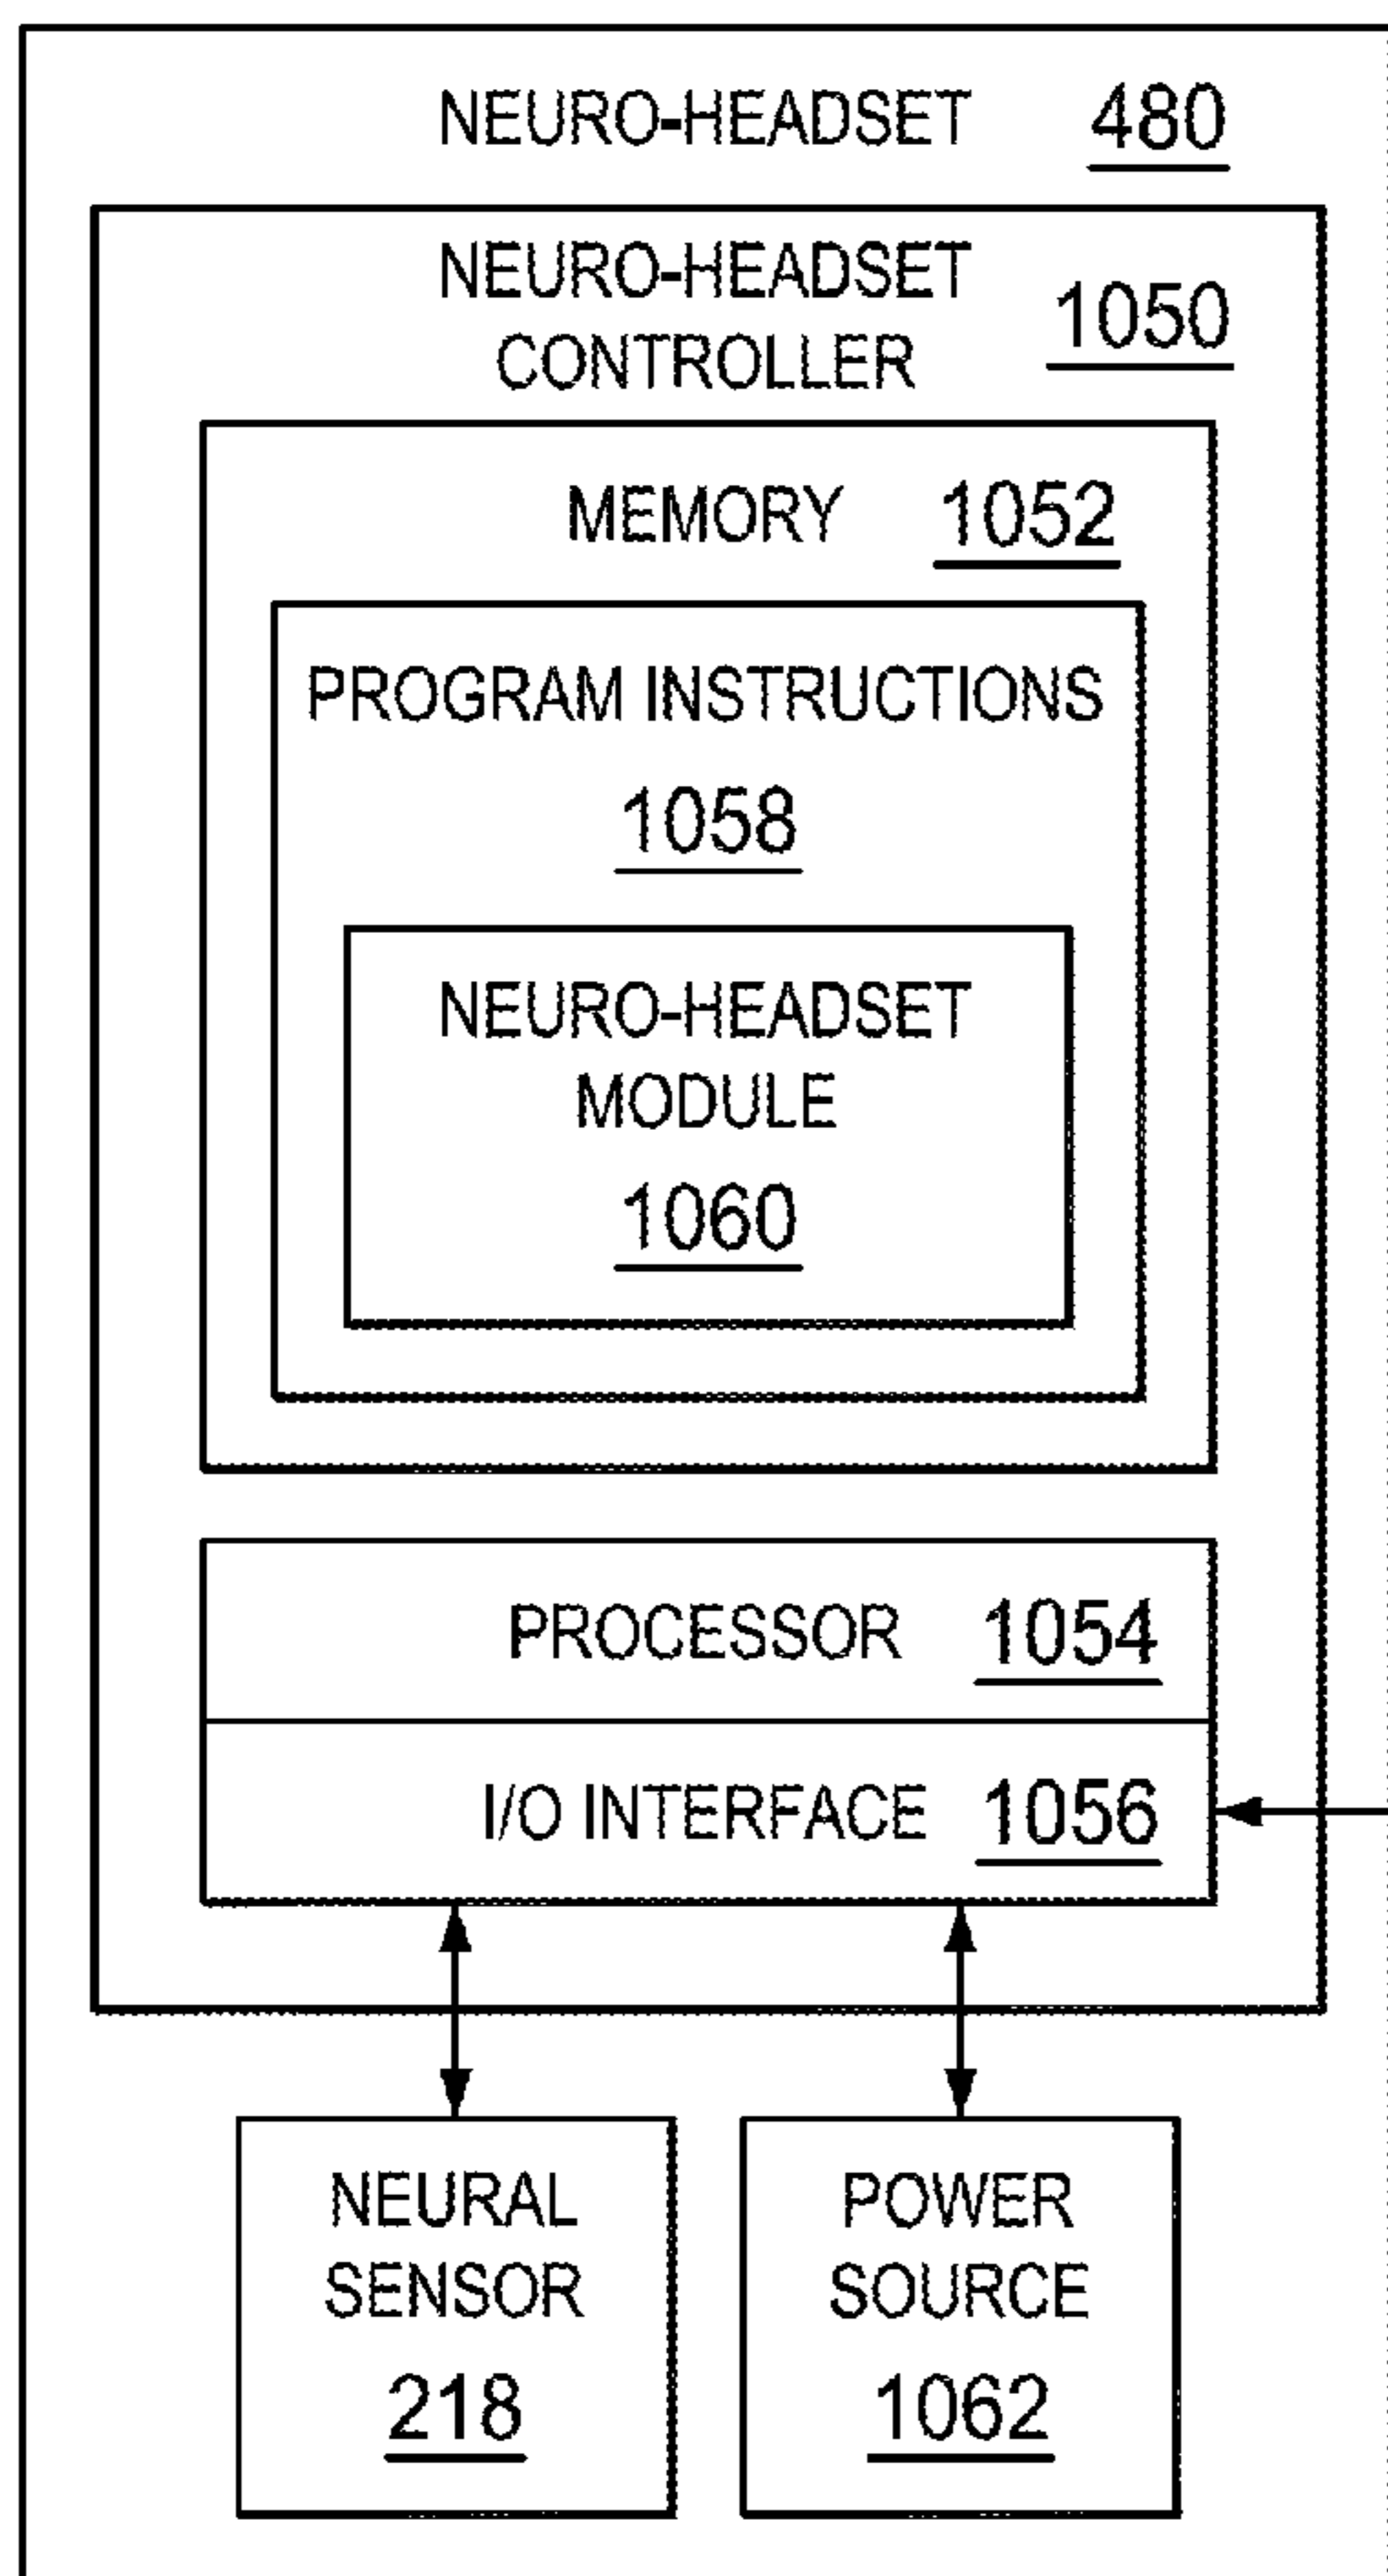 NEURO-HEADSET 480
NEURO-HEADSET
CONTROLLER 1050
MEMORY 1052
PROGRAM INSTRUCTIONS
1058
NEURO-HEADSET
MODULE
1060
PROCESSOR 1054
I/O INTERFACE 1056
NEURAL
SENSOR
218
POWER
SOURCE
1062